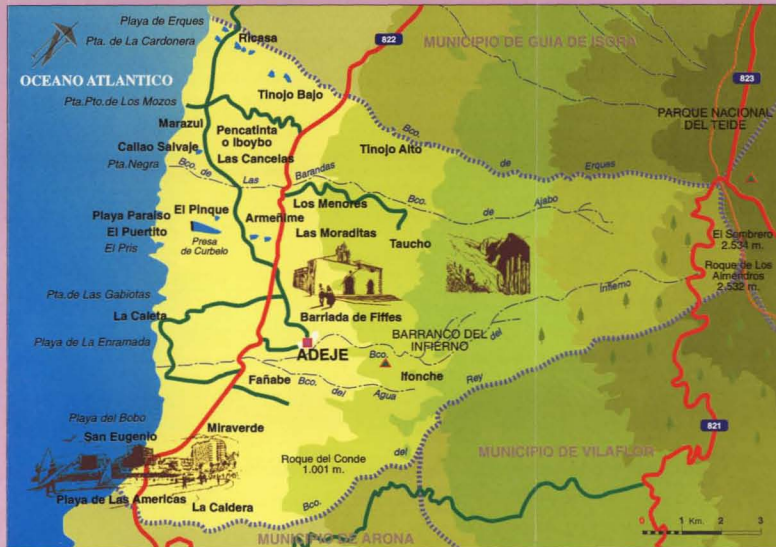 Playa de Erques
Pta. de La Cardonera
Ricasa
822
MUNICIPIO DE GUIA DE ISORA
823
OCEANO ATLANTICO
Tinojo Bajo
Pta.Pto.de Los Mozos
PARQUE NACIONAL
DEL TEIDE
Marazul
Pencatinta
o Iboybo
Bco.
Callao Salvaje
Las Cancelas
Tinojo Alto
de
Erques
Pta.Negra
Bco. de Las Barandas
Bco. de Ajabo
Los Menores
Playa Paraiso
El Pinque
Armeñime
El Puertito
Las Moraditas
El Sombrero
2.534 m.
El Pris
Presa
de Curbelo
Taucho
Roque de Los
Almendros
2.532 m.
Pta.de Las Gabiotas
La Caleta
Barriada de Fiffes
Bco. del Infierno
BARRANCO DEL
INFIERNO
Playa de La Enramada
ADEJE
Fañabe
Bco. del Agua
Ifonche
Bco. del Rey
Playa del Bobo
San Eugenio
Miraverde
821
Roque del Conde
1.001 m.
MUNICIPIO DE VILAFLOR
Playa de Las Americas
La Caldera
MUNICIPIO DE ARONA
0 1 Km. 2 3